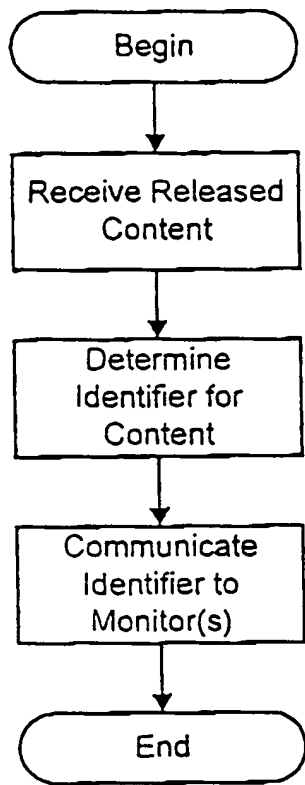 Begin
Receive Released
Content
Determine
Identifier for
Content
Communicate
Identifier to
Monitor(s)
End